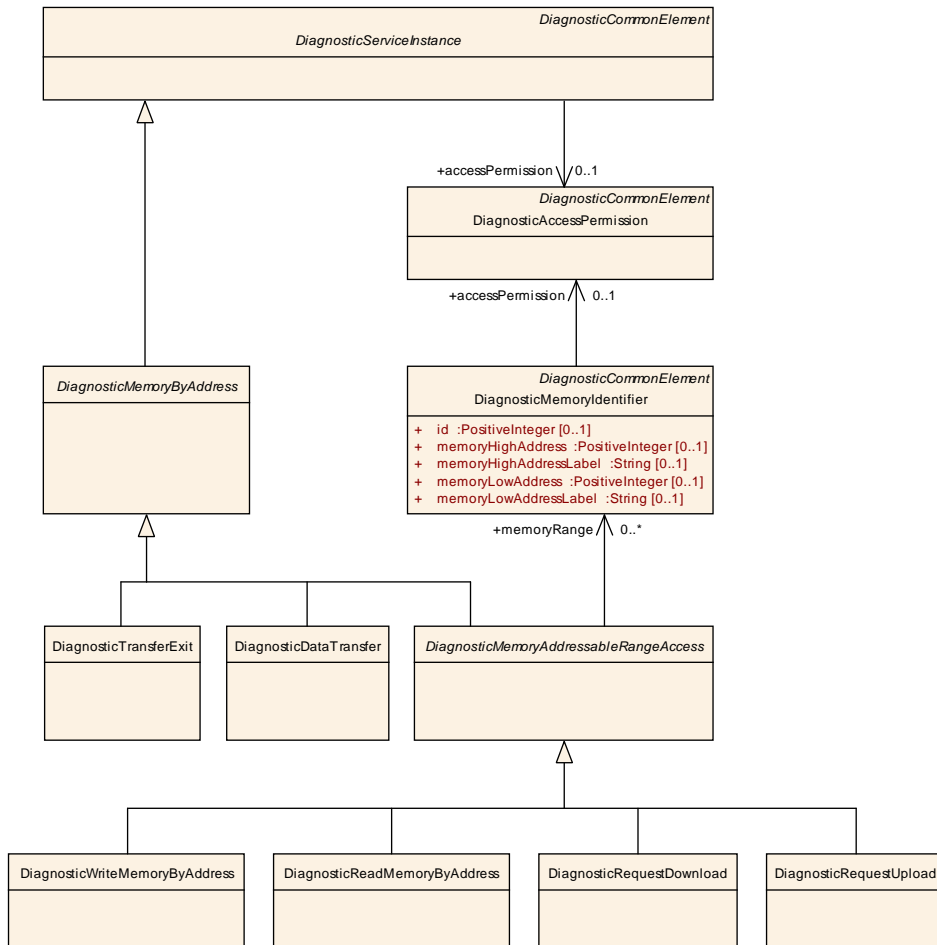 DiagnosticCommonElement
DiagnosticServiceInstance
+accessPermission 0..1
DiagnosticCommonElement
DiagnosticAccessPermission
+accessPermission 0..1
DiagnosticMemoryByAddress
DiagnosticCommonElement
DiagnosticMemoryIdentifier
+ id :PositiveInteger [0..1]
+ memoryHighAddress :PositiveInteger [0..1]
+ memoryHighAddressLabel :String [0..1]
+ memoryLowAddress :PositiveInteger [0..1]
+ memoryLowAddressLabel :String [0..1]
+memoryRange 0..*
DiagnosticTransferExit
DiagnosticDataTransfer
DiagnosticMemoryAddressableRangeAccess
DiagnosticWriteMemoryByAddress
DiagnosticReadMemoryByAddress
DiagnosticRequestDownload
DiagnosticRequestUpload